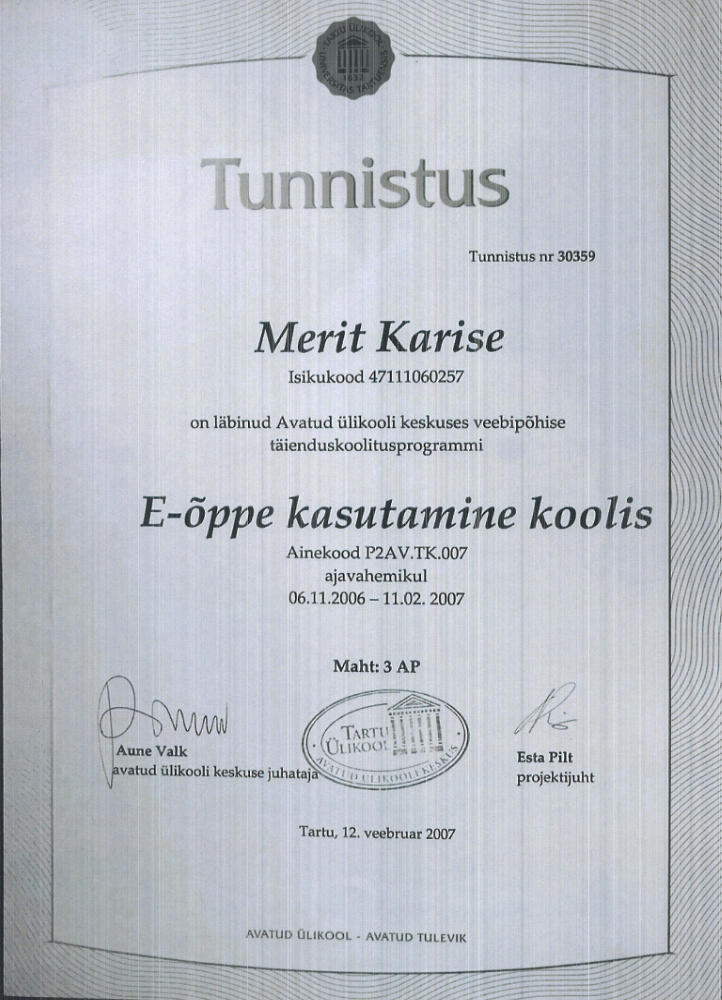 TARTU ÜLIKOOL
UNIVERSITAS TARTUENSIS
1632
Tunnistus
Tunnistus nr 30359
Merit Karise
Isikukood 47111060257
on läbinud Avatud ülikooli keskuses veebipõhise
täienduskoolitusprogrammi
E-õppe kasutamine koolis
Ainekood P2AV.TK.007
ajavahemikul
06.11.2006 – 11.02. 2007
Maht: 3 AP
TARTU
ÜLIKOOL
AVATUD ÜLIKOOLI KESKUS
Aune Valk
avatud ülikooli keskuse juhataja
Esta Pilt
projektijuht
Tartu, 12. veebruar 2007
AVATUD ÜLIKOOL - AVATUD TULEVIK